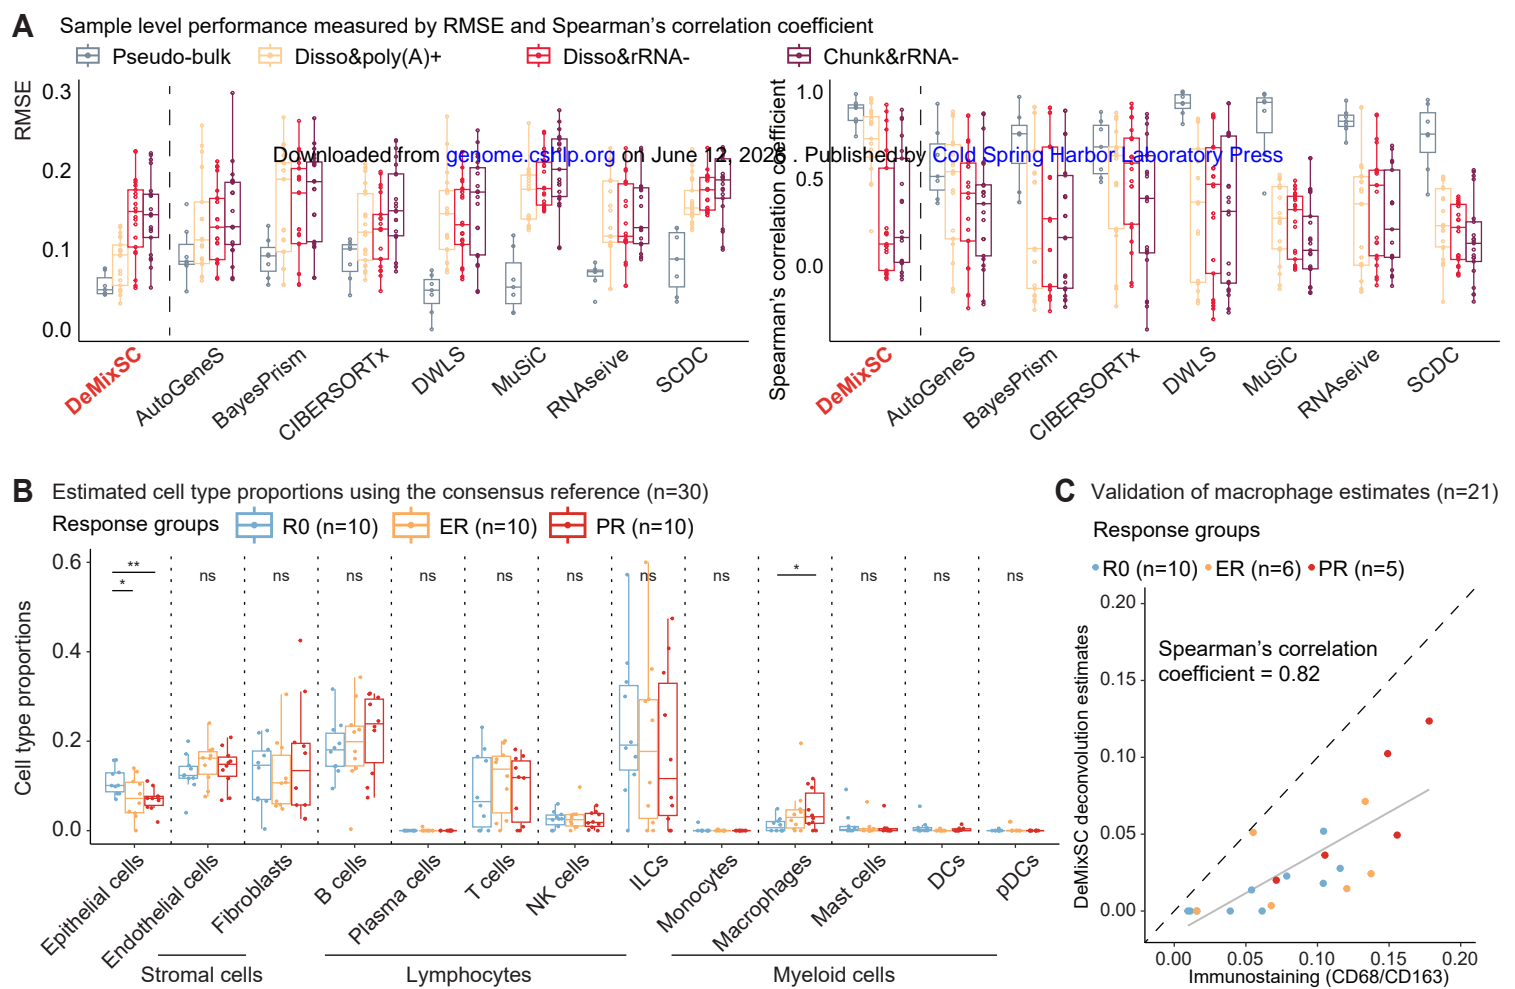 A Sample level performance measured by RMSE and Spearman’s correlation coefficient
Pseudo-bulk Disso&poly(A)+ Disso&rRNA- Chunk&rRNA-
RMSE
0.3
0.2
0.1
0.0
DeMixSC AutoGeneS BayesPrism CIBERSORTx DWLS MuSiC RNAseive SCDC
Spearman’s correlation coefficient
1.0
0.5
0.0
DeMixSC AutoGeneS BayesPrism CIBERSORTx DWLS MuSiC RNAseive SCDC
Downloaded from genome.cshlp.org on June 12, 2026 . Published by Cold Spring Harbor Laboratory Press
B Estimated cell type proportions using the consensus reference (n=30)
Response groups R0 (n=10) ER (n=10) PR (n=10)
Cell type proportions
0.6
0.4
0.2
0.0
** * ns ns ns ns ns ns ns ns * ns ns ns
Epithelial cells Endothelial cells Fibroblasts B cells Plasma cells T cells NK cells ILCs Monocytes Macrophages Mast cells DCs pDCs
Stromal cells Lymphocytes Myeloid cells
C Validation of macrophage estimates (n=21)
Response groups
R0 (n=10) ER (n=6) PR (n=5)
DeMixSC deconvolution estimates
0.20
0.15
0.10
0.05
0.00
Spearman’s correlation
coefficient = 0.82
0.00 0.05 0.10 0.15 0.20
Immunostaining (CD68/CD163)